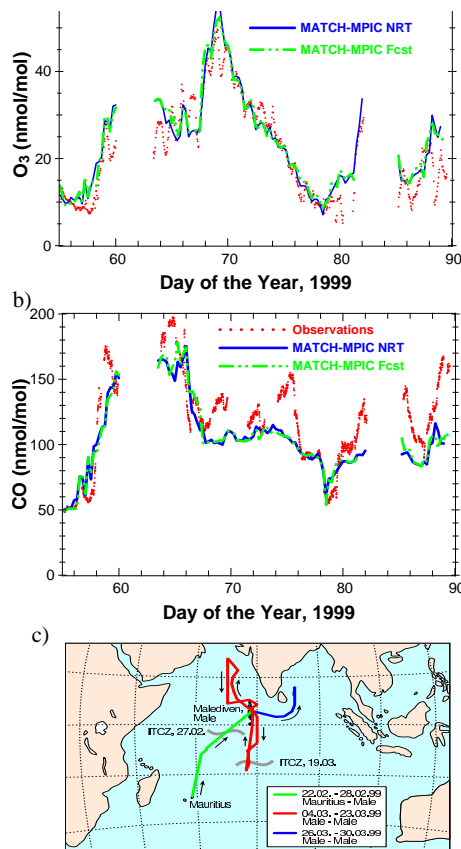 MATCH-MPIC NRT
MATCH-MPIC Fcst
O3 (nmol/mol)
40
20
0
60
70
80
90
Day of the Year, 1999
b)
200
150
100
50
0
Observations
MATCH-MPIC NRT
MATCH-MPIC Fcst
CO (nmol/mol)
60
70
80
90
Day of the Year, 1999
c)
Malediven,
Male
ITCZ, 27.02.
ITCZ, 19.03.
Mauritius
22.02. - 28.02.99
Mauritius - Male
04.03. - 23.03.99
Male - Male
26.03. - 30.03.99
Male - Male